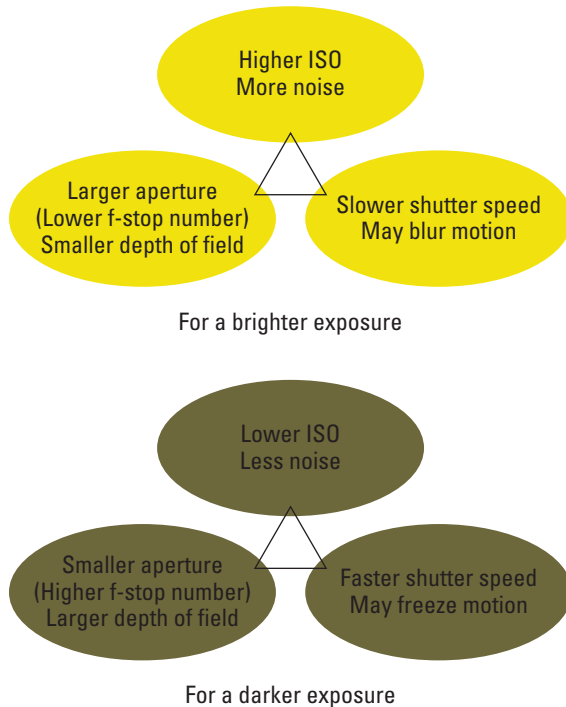 Higher ISO
More noise
Larger aperture
(Lower f-stop number)
Smaller depth of field
Slower shutter speed
May blur motion
For a brighter exposure
Lower ISO
Less noise
Smaller aperture
(Higher f-stop number)
Larger depth of field
Faster shutter speed
May freeze motion
For a darker exposure